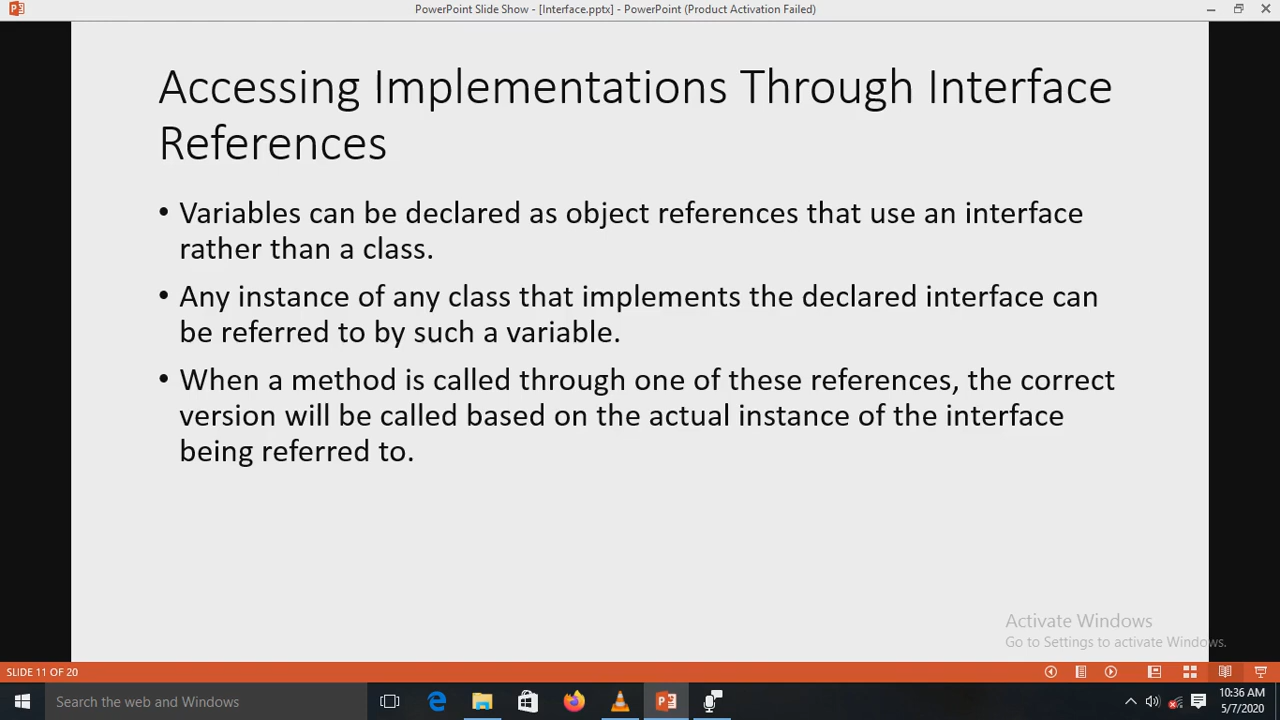 PowerPoint Slide Show - [Interface.pptx] - PowerPoint (Product Activation Failed)
Accessing Implementations Through Interface
References
• Variables can be declared as object references that use an interface
rather than a class.
• Any instance of any class that implements the declared interface can
be referred to by such a variable.
• When a method is called through one of these references, the correct
version will be called based on the actual instance of the interface
being referred to.
Activate Windows
Go to Settings to activate Windows.
SLIDE 11 OF 20
Search the web and Windows
10:36 AM
5/7/2020